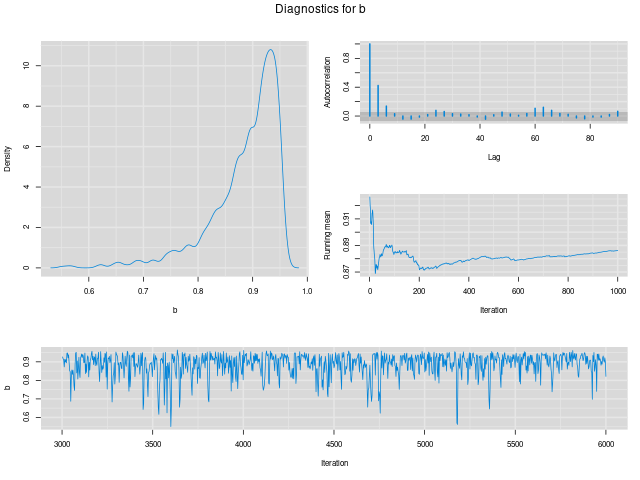 Diagnostics for b
Density
0 2 4 6 8 10
0.6 0.7 0.8 0.9 1.0
b
Autocorrelation
0.0 0.4 0.8
0 20 40 60 80
Lag
Running mean
0.87 0.89 0.91
0 200 400 600 800 1000
Iteration
b
0.6 0.7 0.8 0.9
3000 3500 4000 4500 5000 5500 6000
Iteration